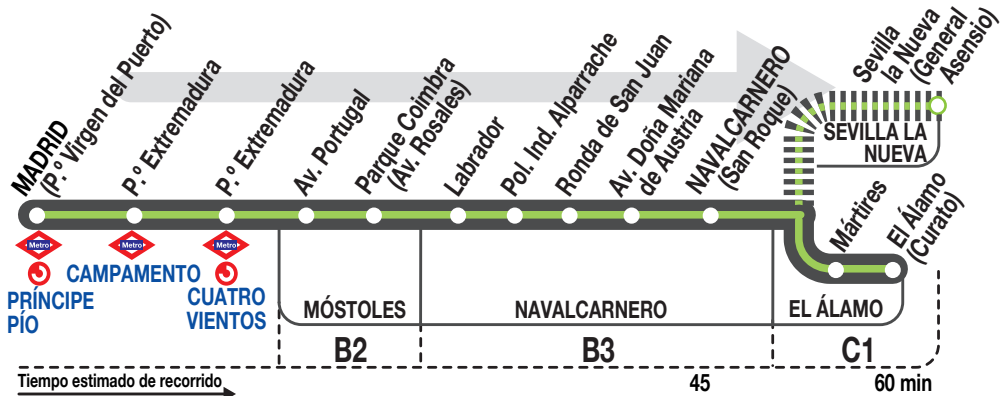 MADRID
(P.º Virgen del Puerto)
P.º Extremadura
P.º Extremadura
Av. Portugal
Parque Coimbra
(Av. Rosales)
Labrador
Pol. Ind. Alparrache
Ronda de San Juan
Av. Doña Mariana
de Austria
NAVALCARNERO
(San Roque)
Sevilla
la Nueva
(General
Asensio)
SEVILLA LA
NUEVA
Mártires
El Álamo
(Curato)
Metro
Metro
Metro
PRÍNCIPE
PÍO
CAMPAMENTO
CUATRO
VIENTOS
MÓSTOLES
NAVALCARNERO
EL ÁLAMO
B2
B3
C1
Tiempo estimado de recorrido
45
60 min